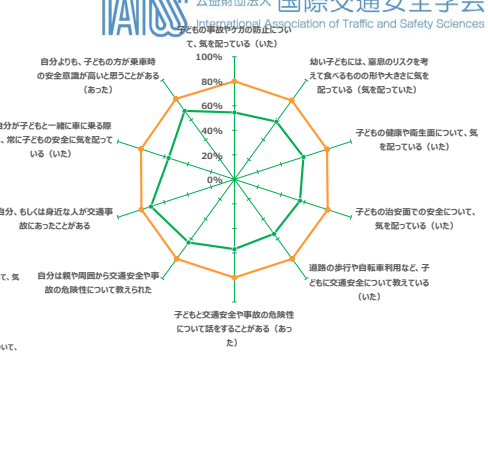 IATSS
公益財団法人 国際交通安全学会
International Association of Traffic and Safety Sciences
子どもの事故やケガの防止につい
て、気を配っている（いた）
100%
80%
60%
40%
20%
0%
幼い子どもには、窒息のリスクを考
えて食べるものの形や大きさに気を
配っている（気を配っていた）
子どもの健康や衛生面について、気
を配っている（いた）
子どもの治安面での安全について、
気を配っている（いた）
道路の歩行や自転車利用など、子
どもに交通安全について教えている
（いた）
子どもと交通安全や事故の危険性
について話をすることがある（あっ
た）
自分は親や周囲から交通安全や事
故の危険性について教えられた
自分、もしくは身近な人が交通事
故にあったことがある
自分が子どもと一緒に車に乗る際
、常に子どもの安全に気を配って
いる（いた）
自分よりも、子どもの方が乗車時
の安全意識が高いと思うことがある
（あった）
て、気
いて、